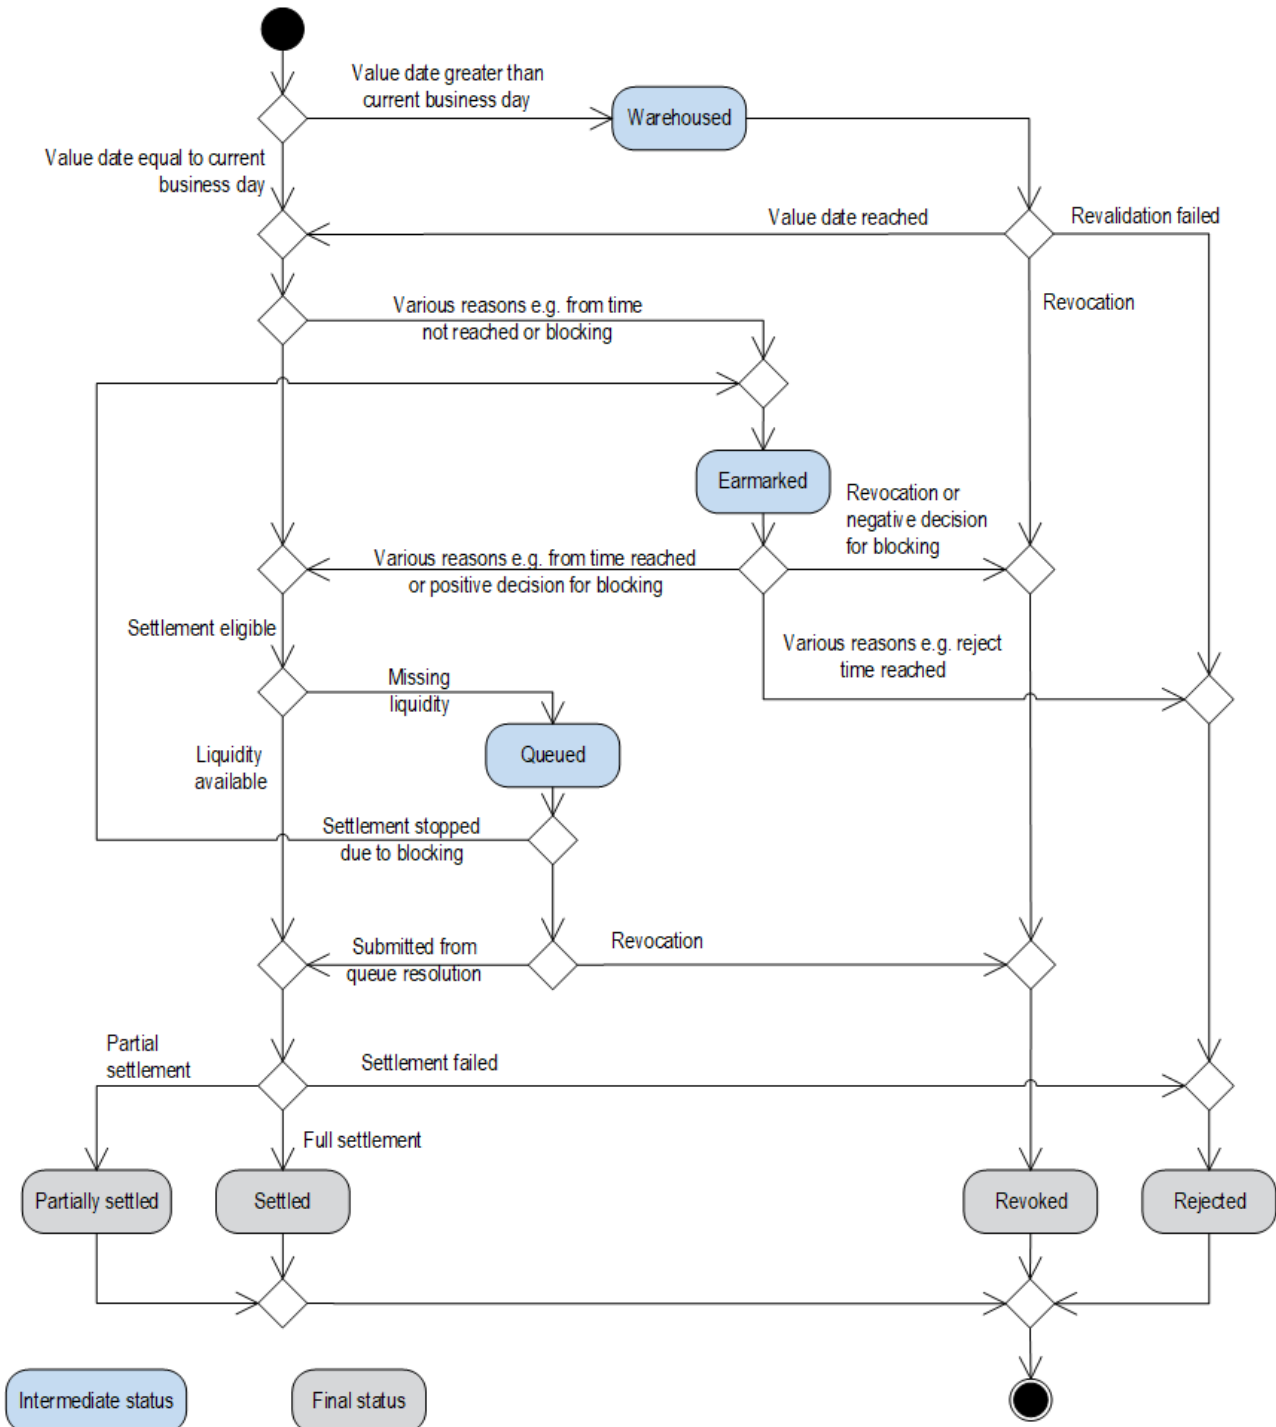 Value date greater than
current business day
Warehoused
Value date equal to current
business day
Value date reached
Revalidation failed
Various reasons e.g. from time
not reached or blocking
Revocation
Earmarked
Revocation or
negative decision
for blocking
Various reasons e.g. from time reached
or positive decision for blocking
Settlement eligible
Various reasons e.g. reject
time reached
Missing
liquidity
Liquidity
available
Queued
Settlement stopped
due to blocking
Submitted from
queue resolution
Revocation
Partial
settlement
Settlement failed
Full settlement
Partially settled
Settled
Revoked
Rejected
Intermediate status
Final status